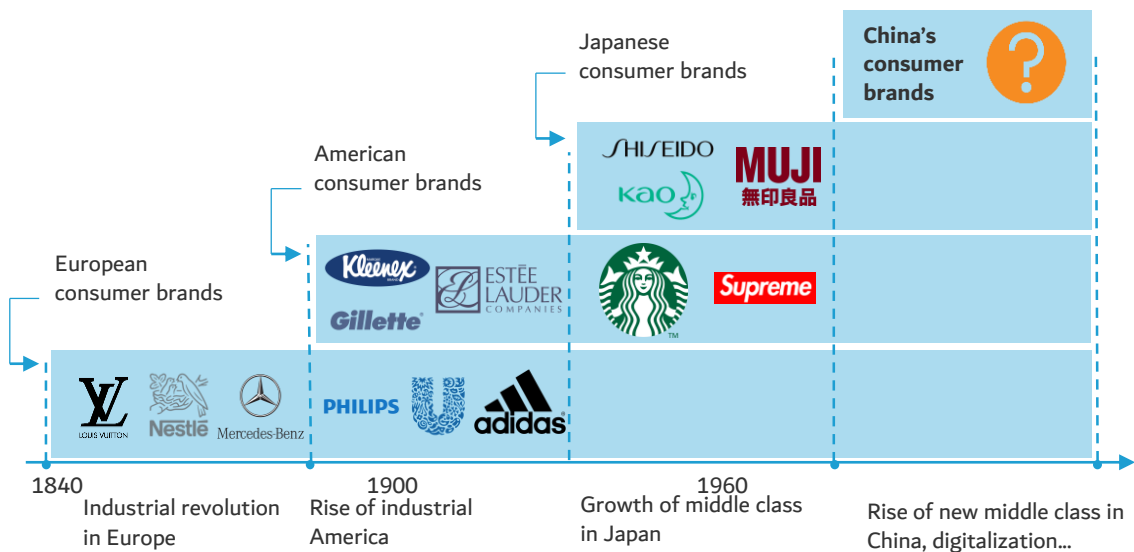 China's
consumer
brands
?
Japanese
consumer brands
SHISEIDO
Kao
MUJI
無印良品
American
consumer brands
Kleenex
BRAND
Gillette®
ESTĒE
LAUDER
COMPANIES
Supreme
TM
European
consumer brands
LV
LOUIS VUITTON
Nestlé
Mercedes-Benz
PHILIPS
adidas
1840
1900
1960
Industrial revolution
in Europe
Rise of industrial
America
Growth of middle class
in Japan
Rise of new middle class in
China, digitalization...